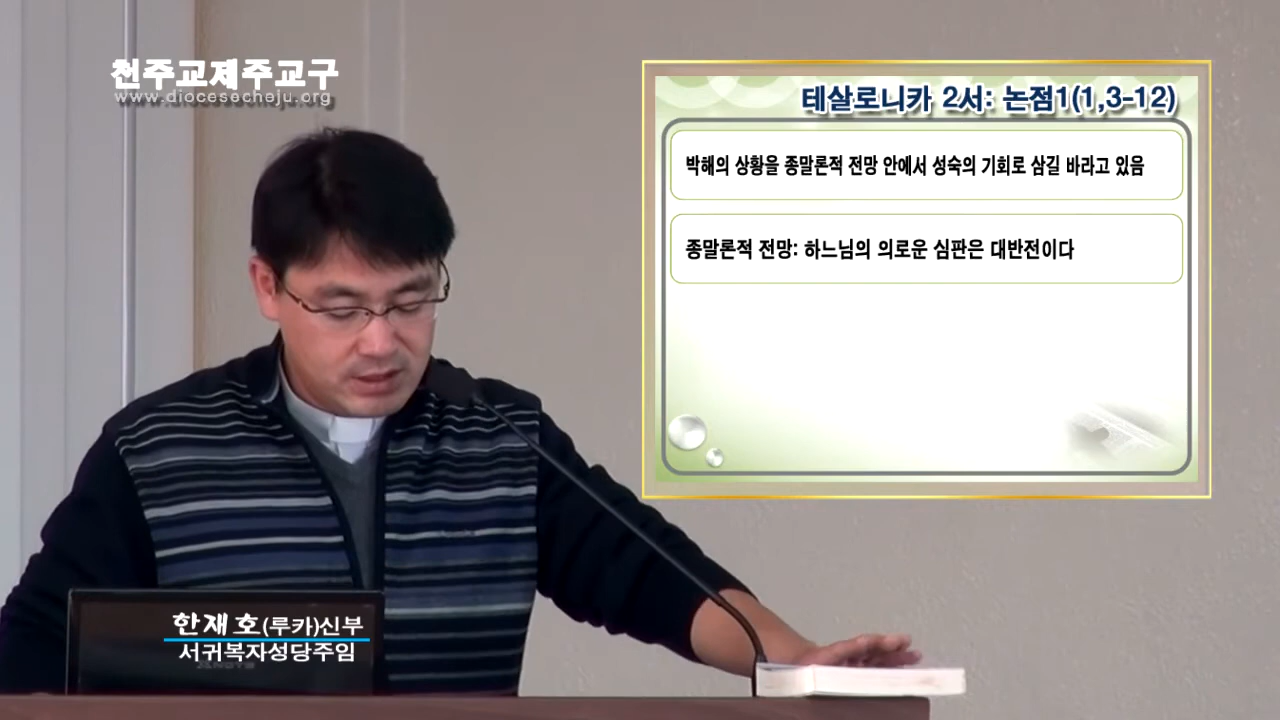 천주교제주교구
www.diocesecheju.org
테살로니카 2서: 논점1(1,3-12)
박해의 상황을 종말론적 전망 안에서 성숙의 기회로 삼길 바라고 있음
종말론적 전망: 하느님의 의로운 심판은 대반전이다
한재호(루카)신부
서귀복자성당주임